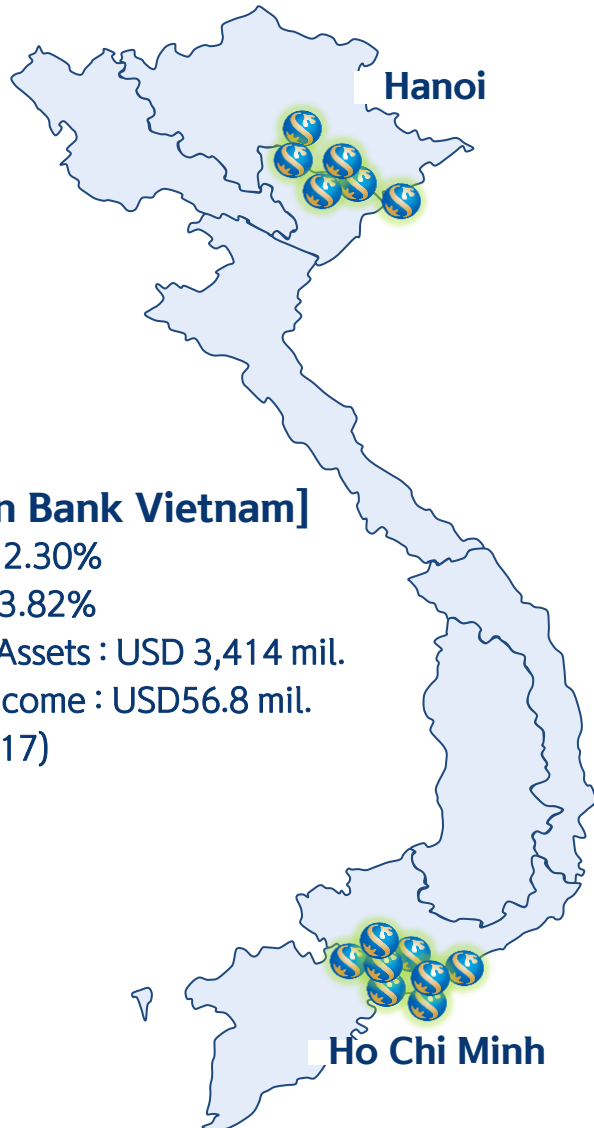 Hanoi
n Bank Vietnam]
2.30%
3.82%
Assets : USD 3,414 mil.
come : USD56.8 mil.
17)
Ho Chi Minh